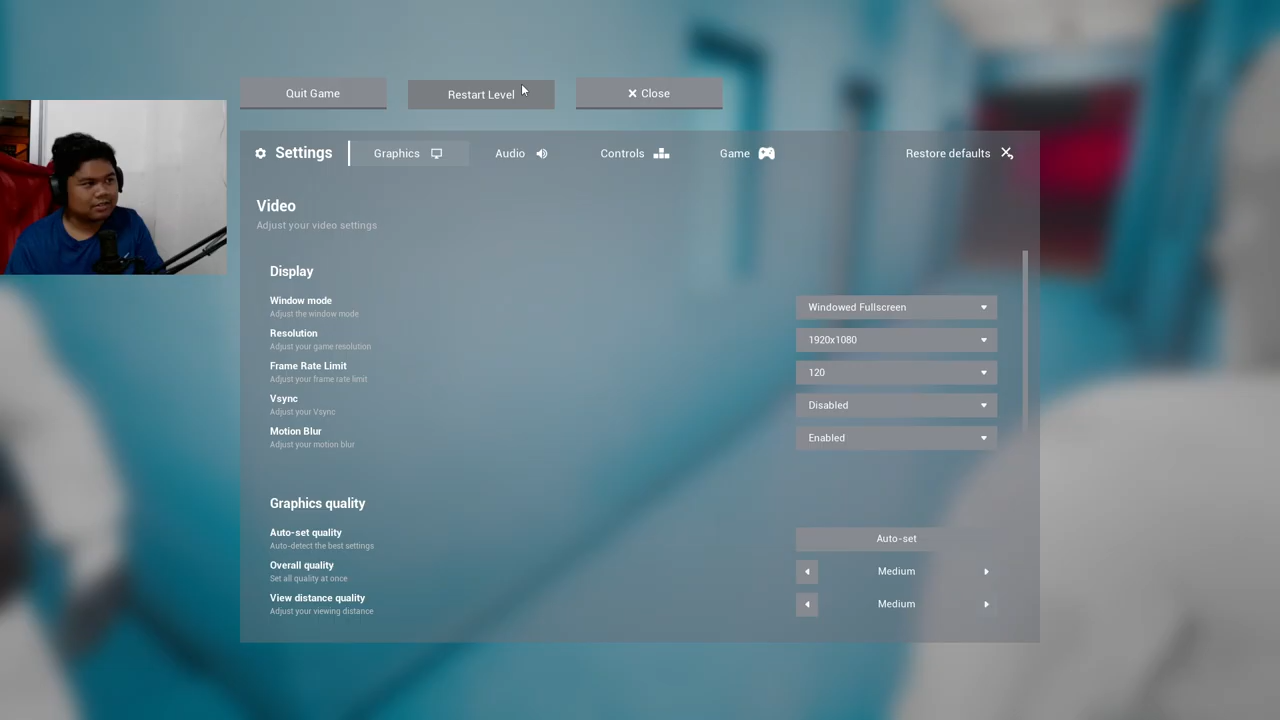 Quit Game
Restart Level
Close
Settings
Graphics
Audio
Controls
Game
Restore defaults
Video
Adjust your video settings
Display
Window mode
Adjust the window mode
Windowed Fullscreen
Resolution
Adjust your game resolution
1920x1080
Frame Rate Limit
Adjust your frame rate limit
120
Vsync
Adjust your Vsync
Disabled
Motion Blur
Adjust your motion blur
Enabled
Graphics quality
Auto-set quality
Auto-detect the best settings
Auto-set
Overall quality
Set all quality at once
Medium
View distance quality
Adjust your viewing distance
Medium